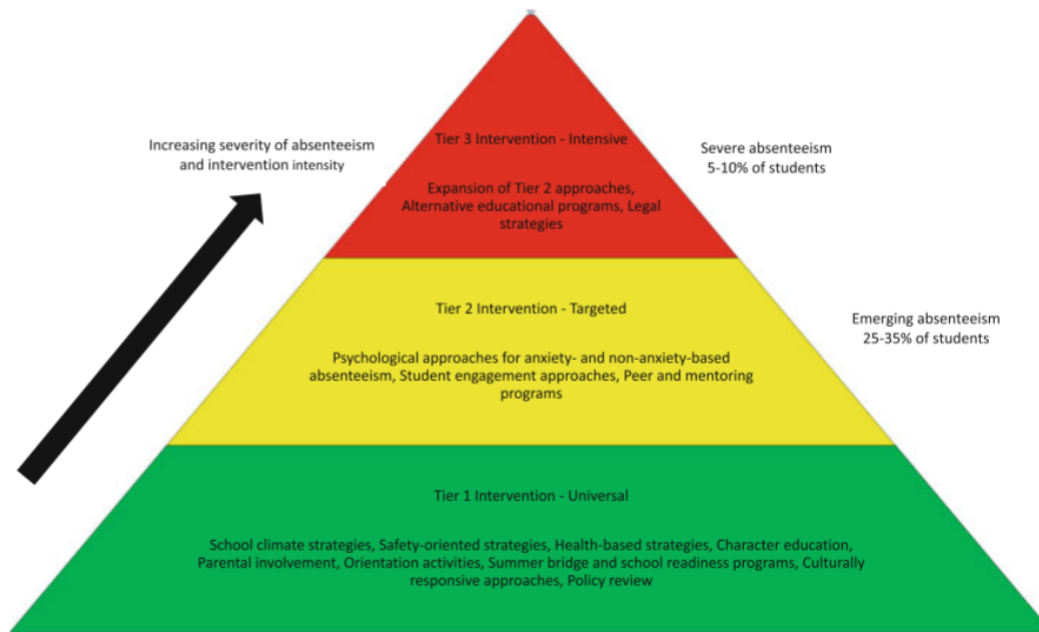 Increasing severity of absenteeism
and intervention intensity
Tier 3 Intervention - Intensive
Expansion of Tier 2 approaches,
Alternative educational programs, Legal
strategies
Severe absenteeism
5-10% of students
Tier 2 Intervention - Targeted
Psychological approaches for anxiety- and non-anxiety-based
absenteeism, Student engagement approaches, Peer and mentoring
programs
Emerging absenteeism
25-35% of students
Tier 1 Intervention - Universal
School climate strategies, Safety-oriented strategies, Health-based strategies, Character education,
Parental involvement, Orientation activities, Summer bridge and school readiness programs, Culturally
responsive approaches, Policy review